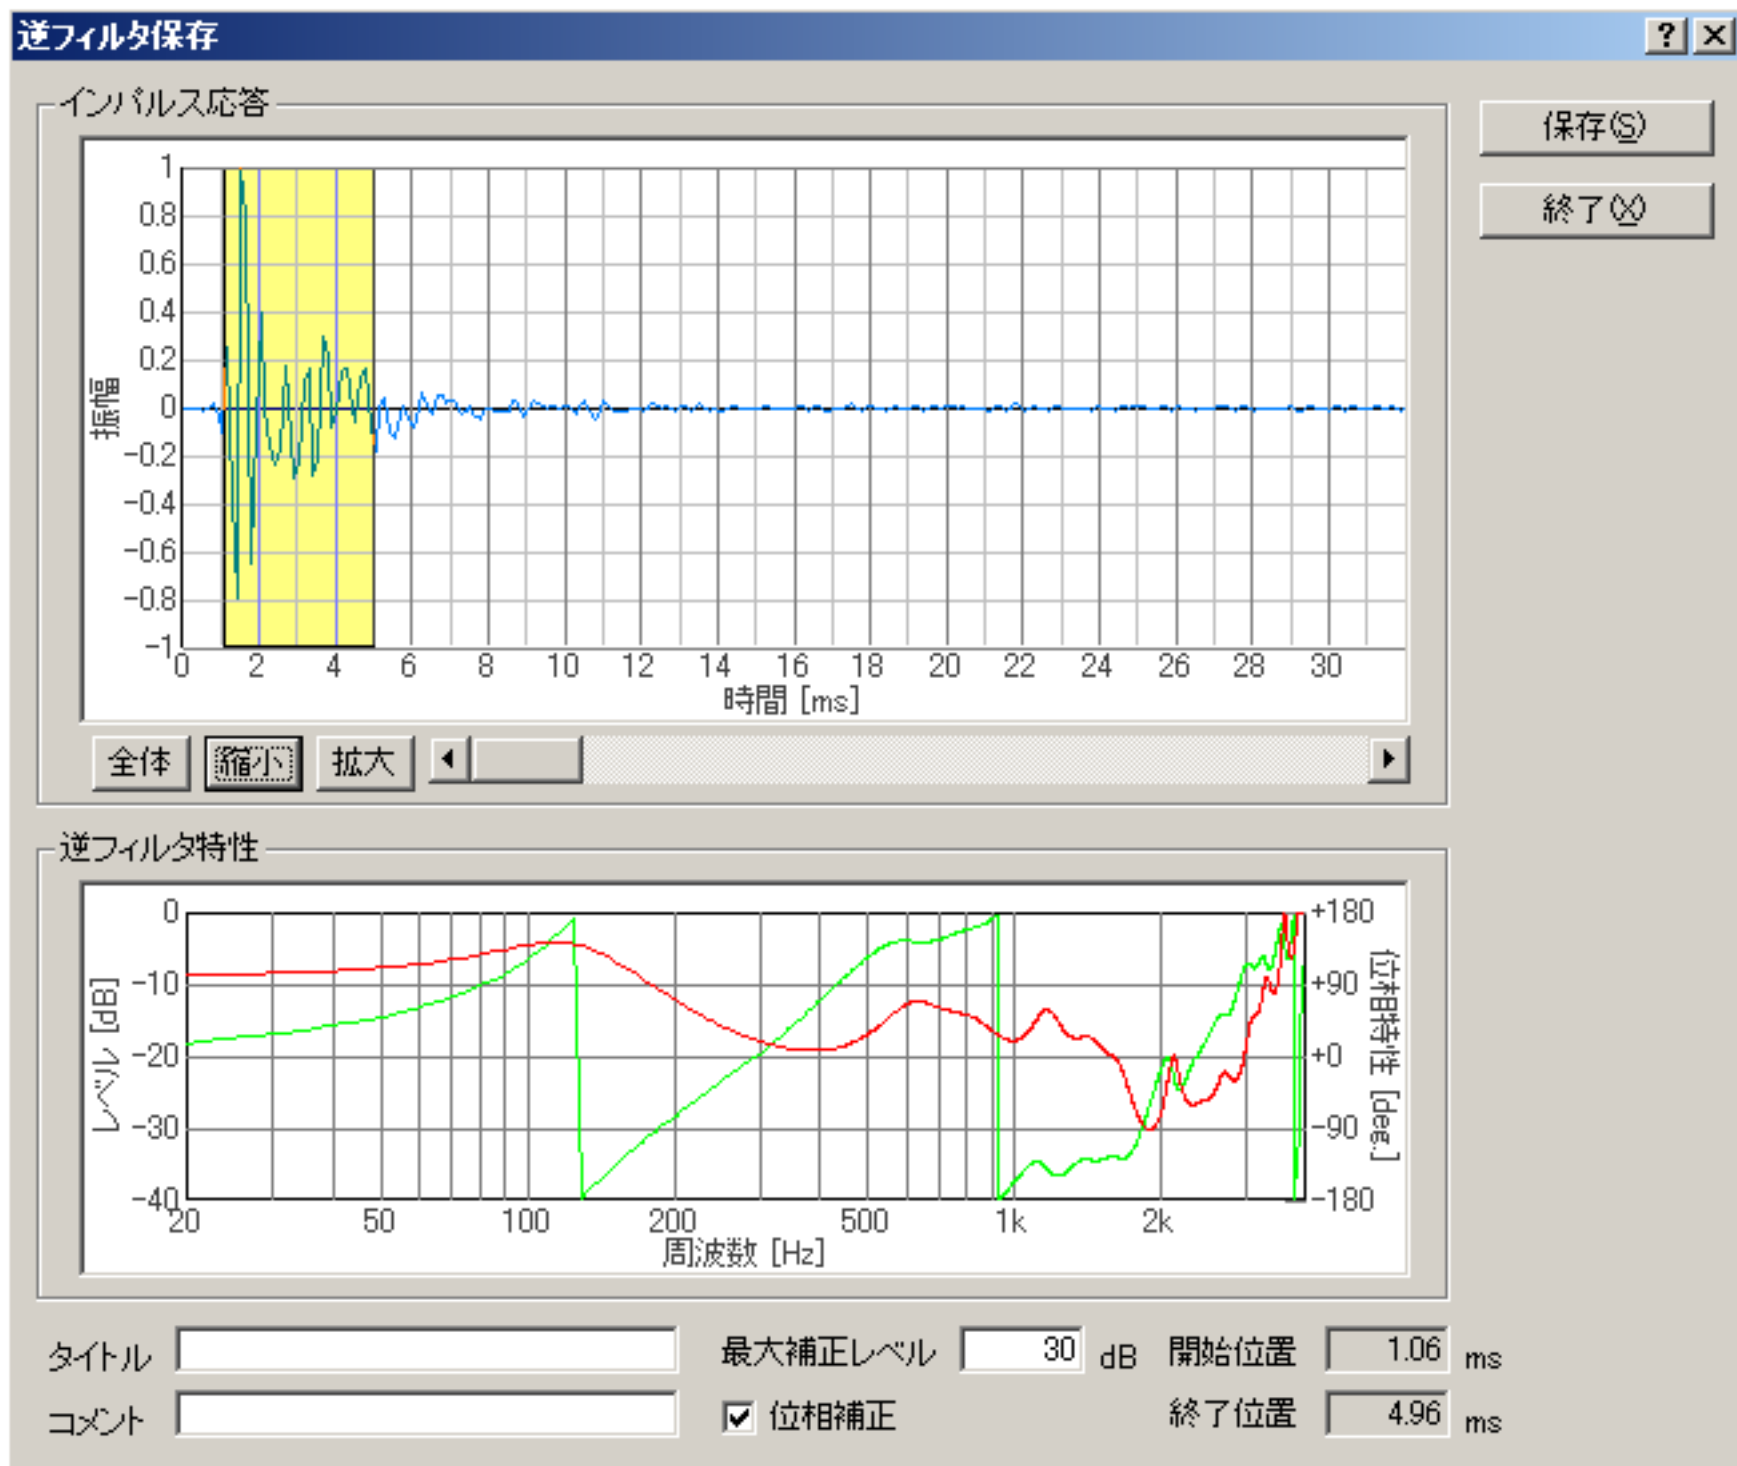 逆フィルタ保存
インパルス応答
保存(S)
終了(X)
振幅
1
0.8
0.6
0.4
0.2
0
-0.2
-0.4
-0.6
-0.8
-1
0 2 4 6 8 10 12 14 16 18 20 22 24 26 28 30
時間 [ms]
全体 縮小 拡大
逆フィルタ特性
レベル [dB]
0
-10
-20
-30
-40
+180
+90
+0
-90
-180
位相特性 [deg.]
20 50 100 200 500 1k 2k
周波数 [Hz]
タイトル 最大補正レベル 30 dB 開始位置 1.06 ms
コメント 位相補正 終了位置 4.96 ms